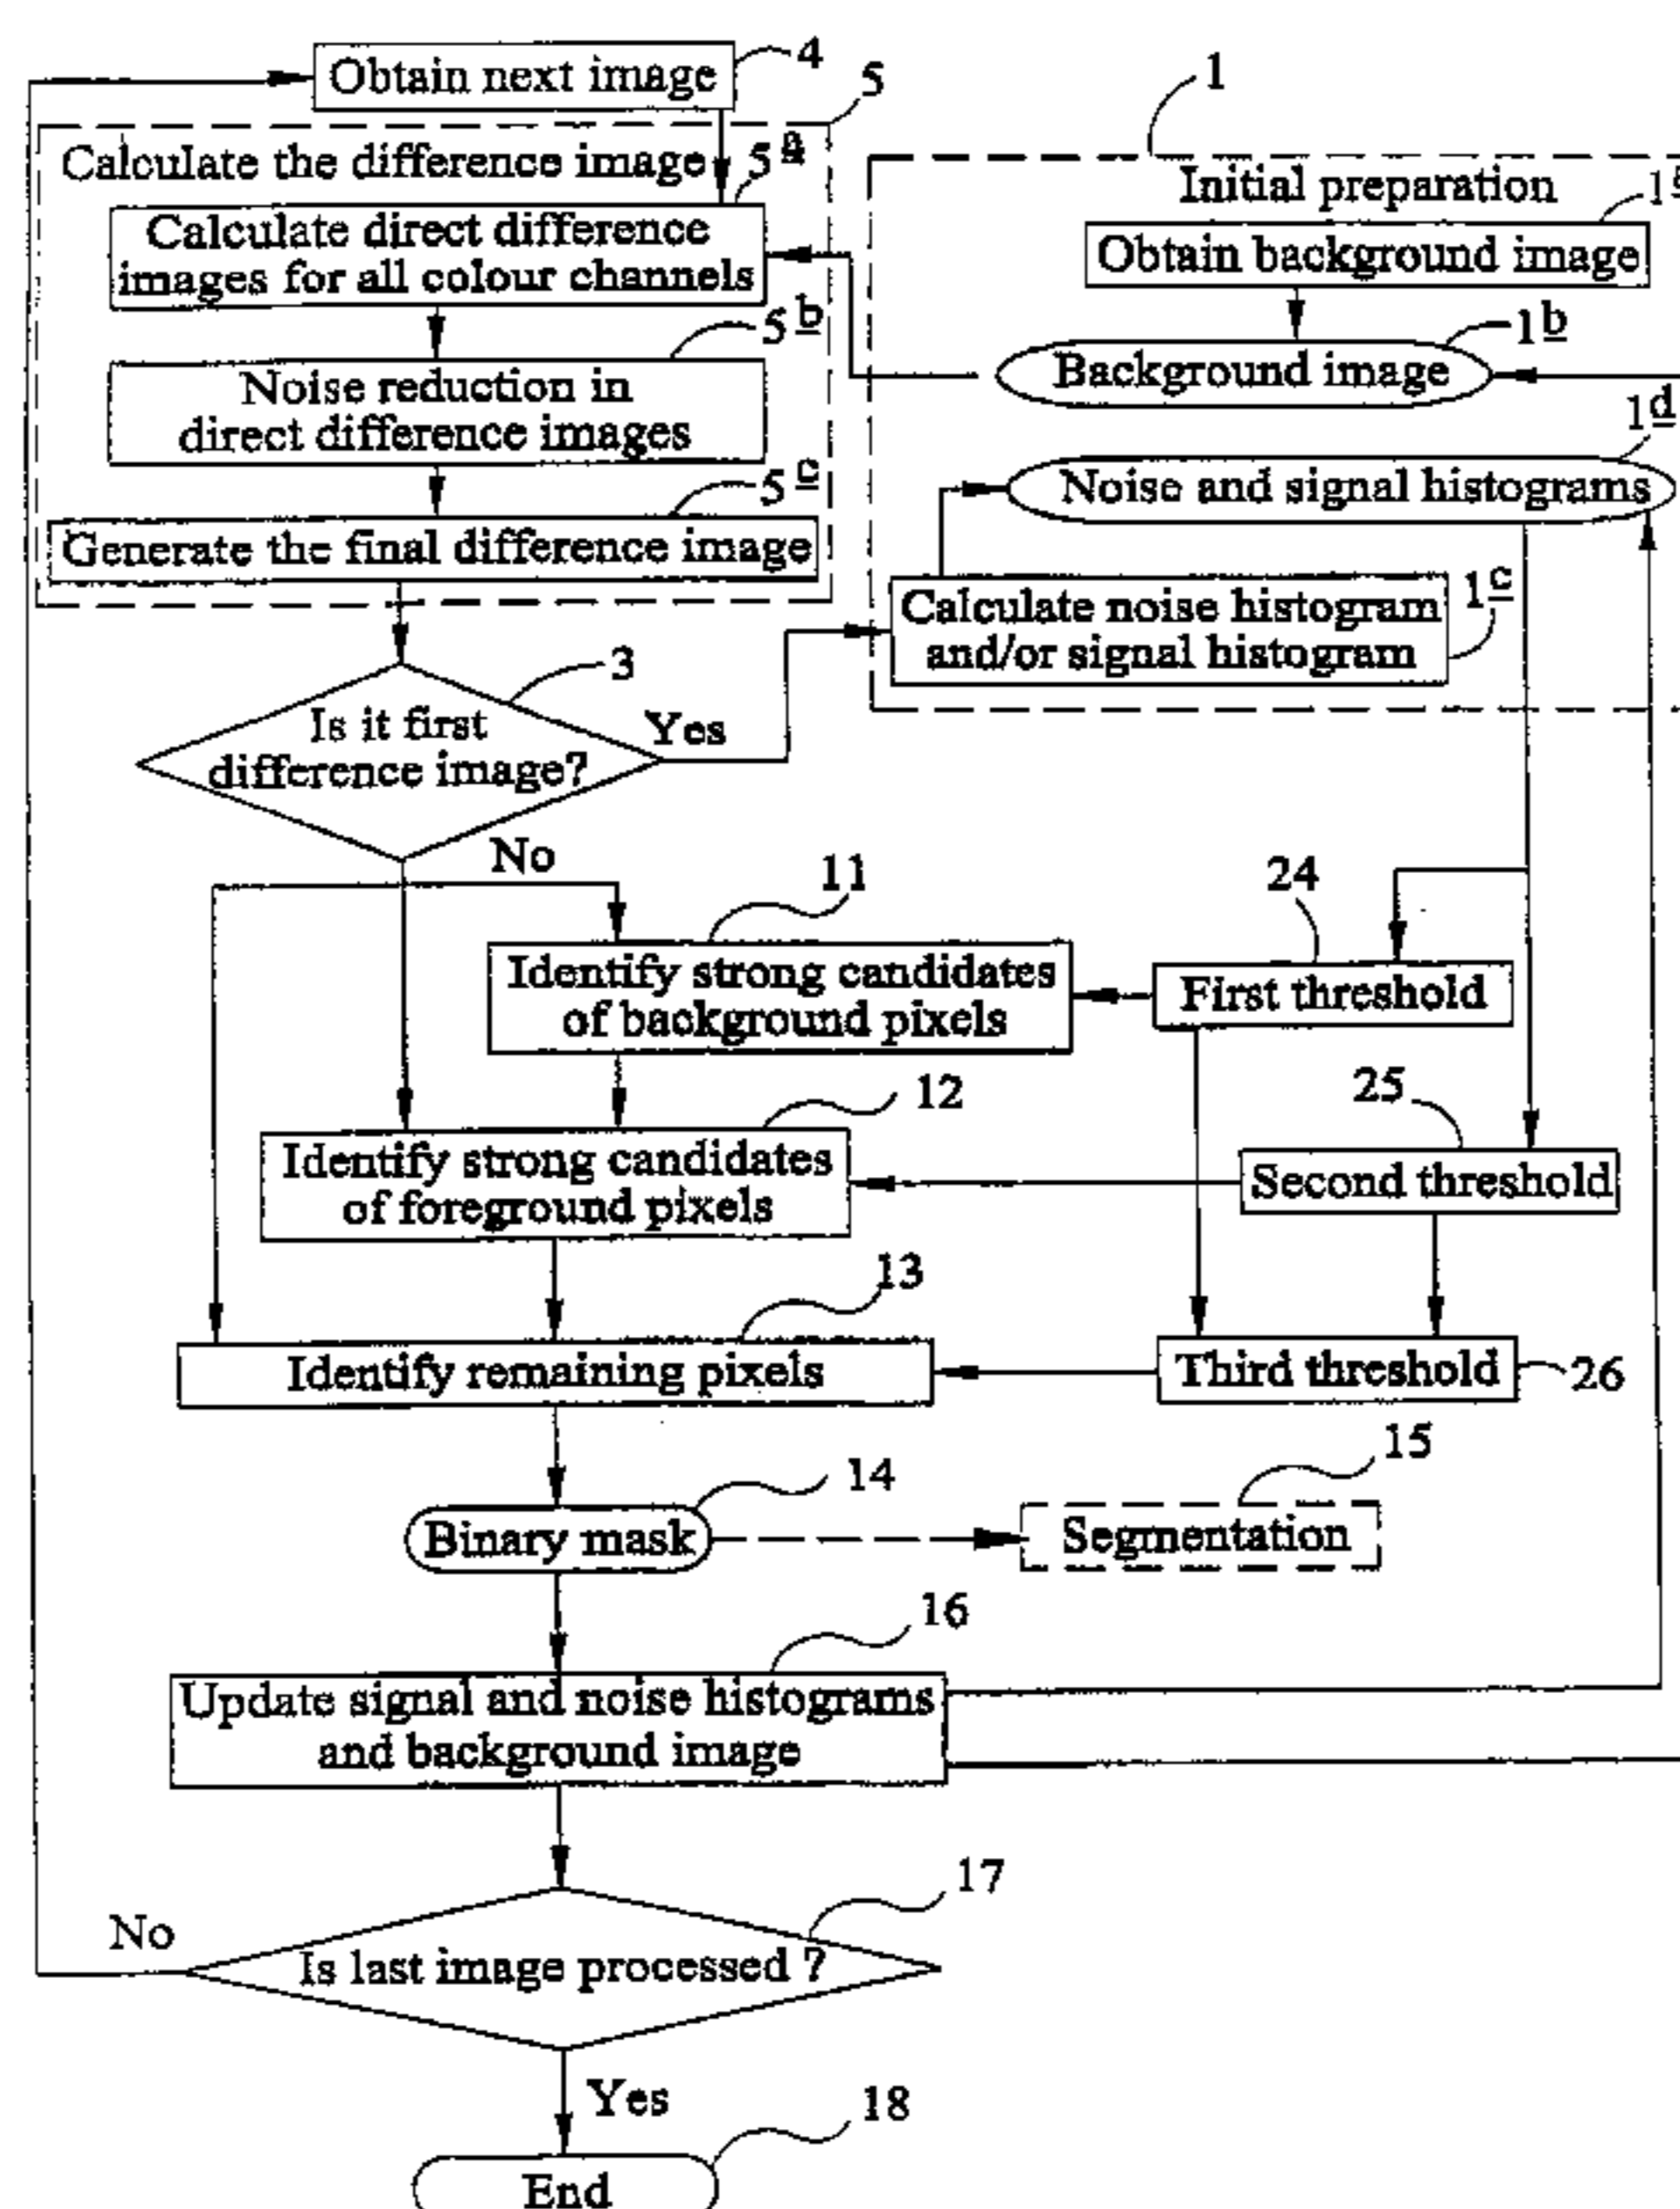 Obtain next image
4
5
Calculate the difference image
5a
Calculate direct difference
images for all colour channels
5b
Noise reduction in
direct difference images
5c
Generate the final difference image
1
Initial preparation
Obtain background image
1b
Background image
1d
Noise and signal histograms
Calculate noise histogram
and/or signal histogram
1c
3
Is it first
difference image?
Yes
No
11
Identify strong candidates
of background pixels
24
First threshold
12
Identify strong candidates
of foreground pixels
25
Second threshold
13
Identify remaining pixels
Third threshold
26
14
Binary mask
15
Segmentation
16
Update signal and noise histograms
and background image
17
No
Is last image processed ?
Yes
18
End